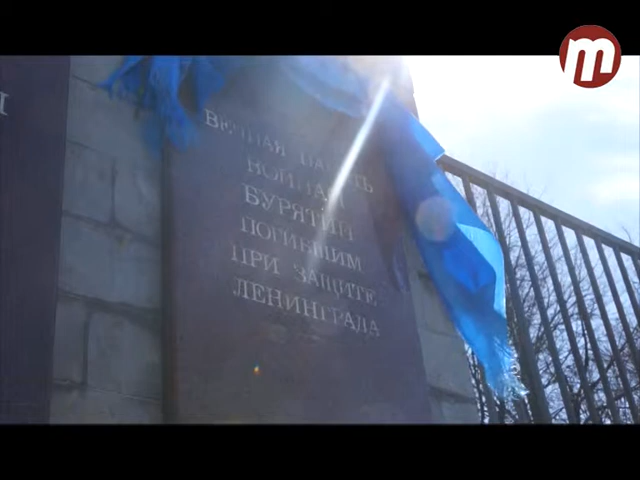 ВЕЧНАЯ ПАМЯТЬ
ВОИНАМ
БУРЯТИИ
ПОГИБШИМ
ПРИ ЗАЩИТЕ
ЛЕНИНГРАДА
m